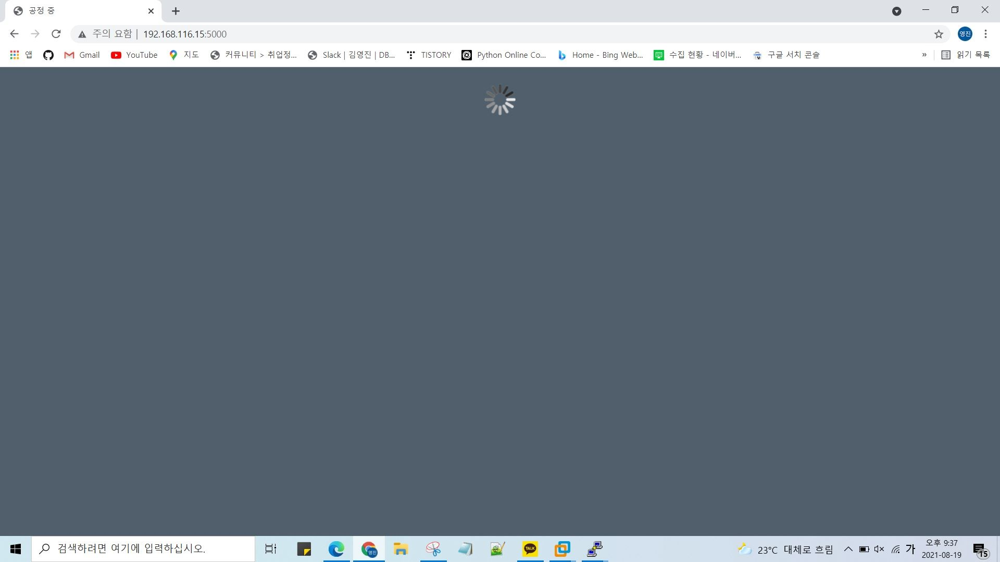 공정 중
주의 요함 | 192.168.116.15:5000
영진
앱 Gmail YouTube 지도 커뮤니티 > 취업정... Slack | 김영진 | DB... TISTORY Python Online Co... Home - Bing Web... 수집 현황 - 네이버... 구글 서치 콘솔 » 읽기 목록
검색하려면 여기에 입력하십시오.
영진
TALK
23°C 대체로 흐림
가
오후 9:37
2021-08-19
15